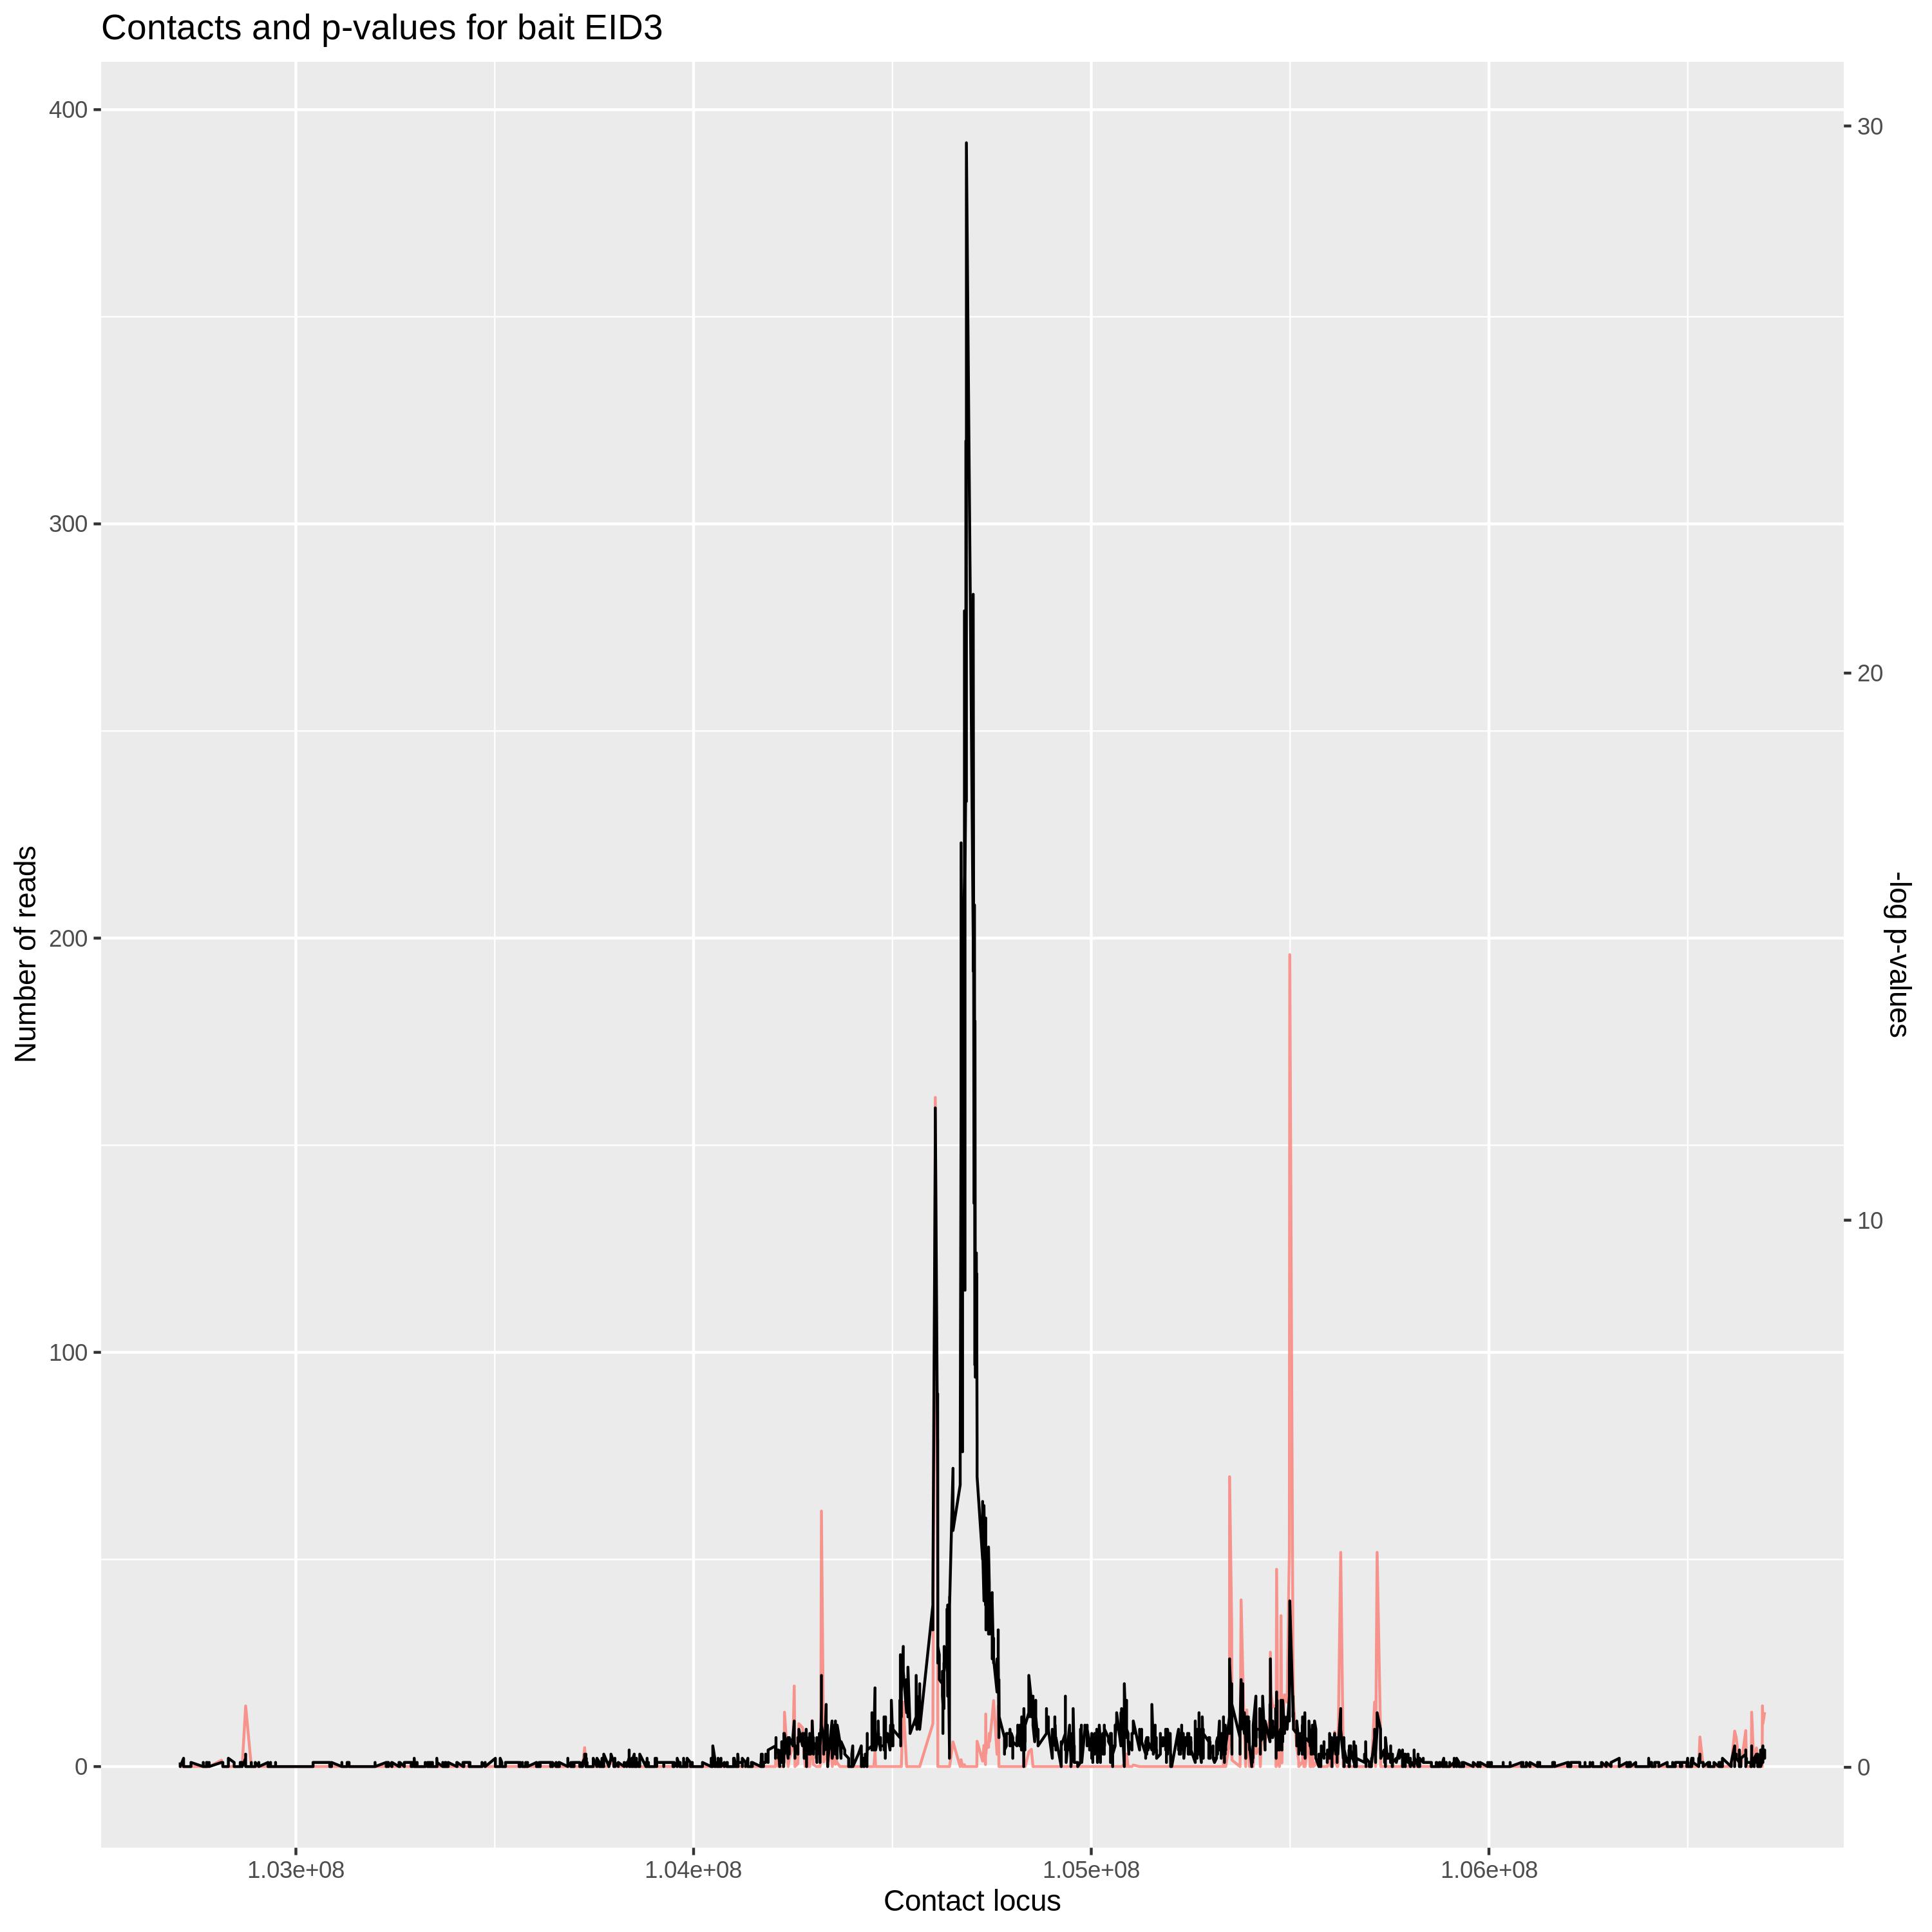 Contacts and p-values for bait EID3
400
300
200
100
0
Number of reads
30
20
10
0
-log p-values
1.03e+08
1.04e+08
1.05e+08
1.06e+08
Contact locus